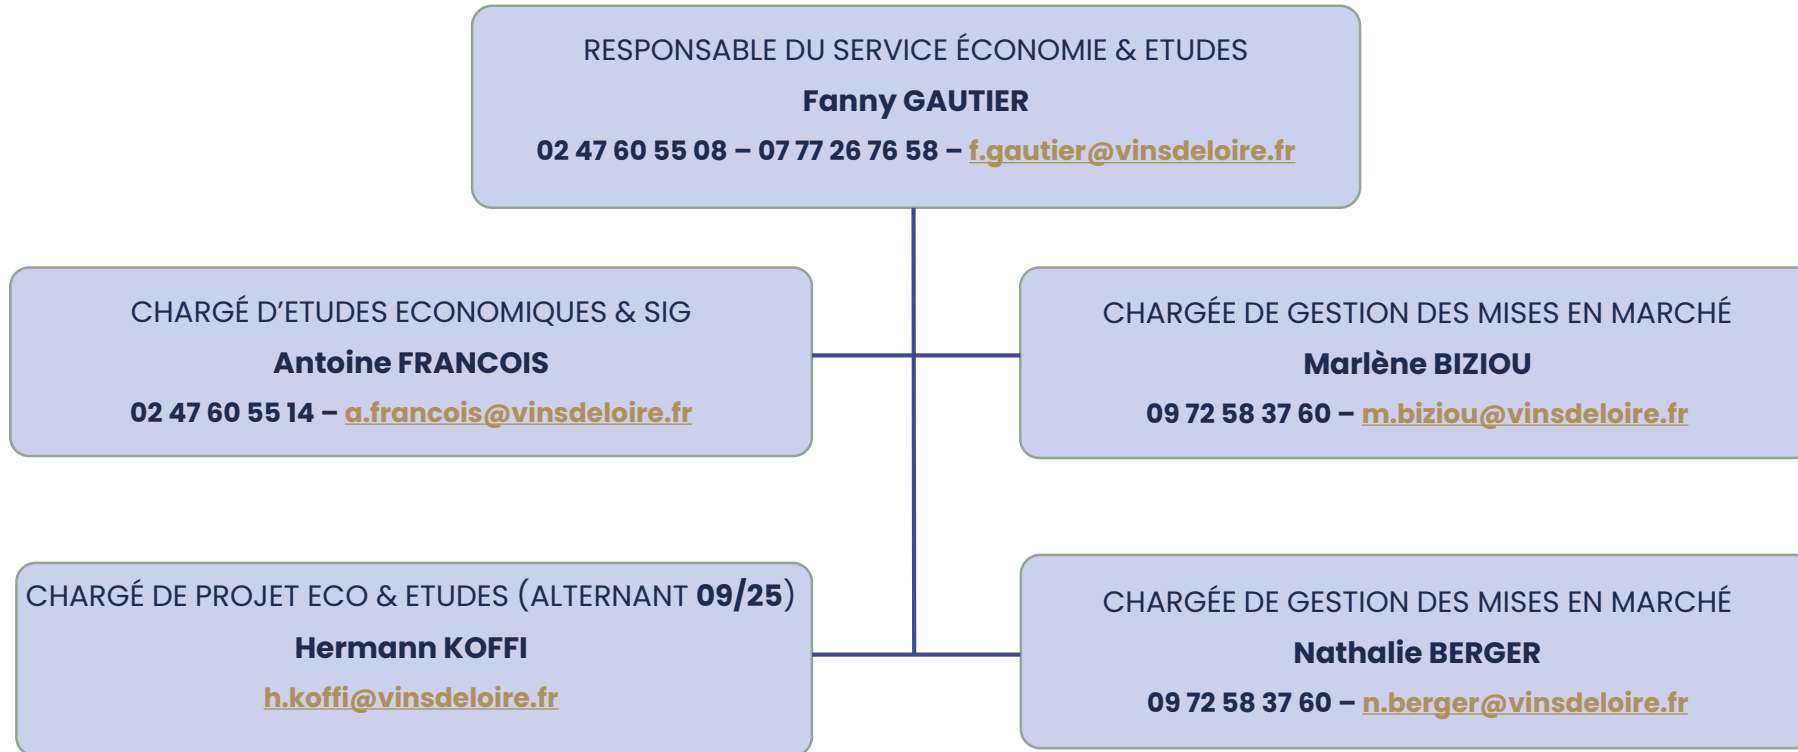 RESPONSABLE DU SERVICE ÉCONOMIE & ETUDES
Fanny GAUTIER
02 47 60 55 08 – 07 77 26 76 58 – f.gautier@vinsdeloire.fr
CHARGÉ D'ETUDES ECONOMIQUES & SIG
Antoine FRANCOIS
02 47 60 55 14 – a.francois@vinsdeloire.fr
CHARGÉE DE GESTION DES MISES EN MARCHÉ
Marlène BIZIOU
09 72 58 37 60 – m.biziou@vinsdeloire.fr
CHARGÉ DE PROJET ECO & ETUDES (ALTERNANT 09/25)
Hermann KOFFI
h.koffi@vinsdeloire.fr
CHARGÉE DE GESTION DES MISES EN MARCHÉ
Nathalie BERGER
09 72 58 37 60 – n.berger@vinsdeloire.fr